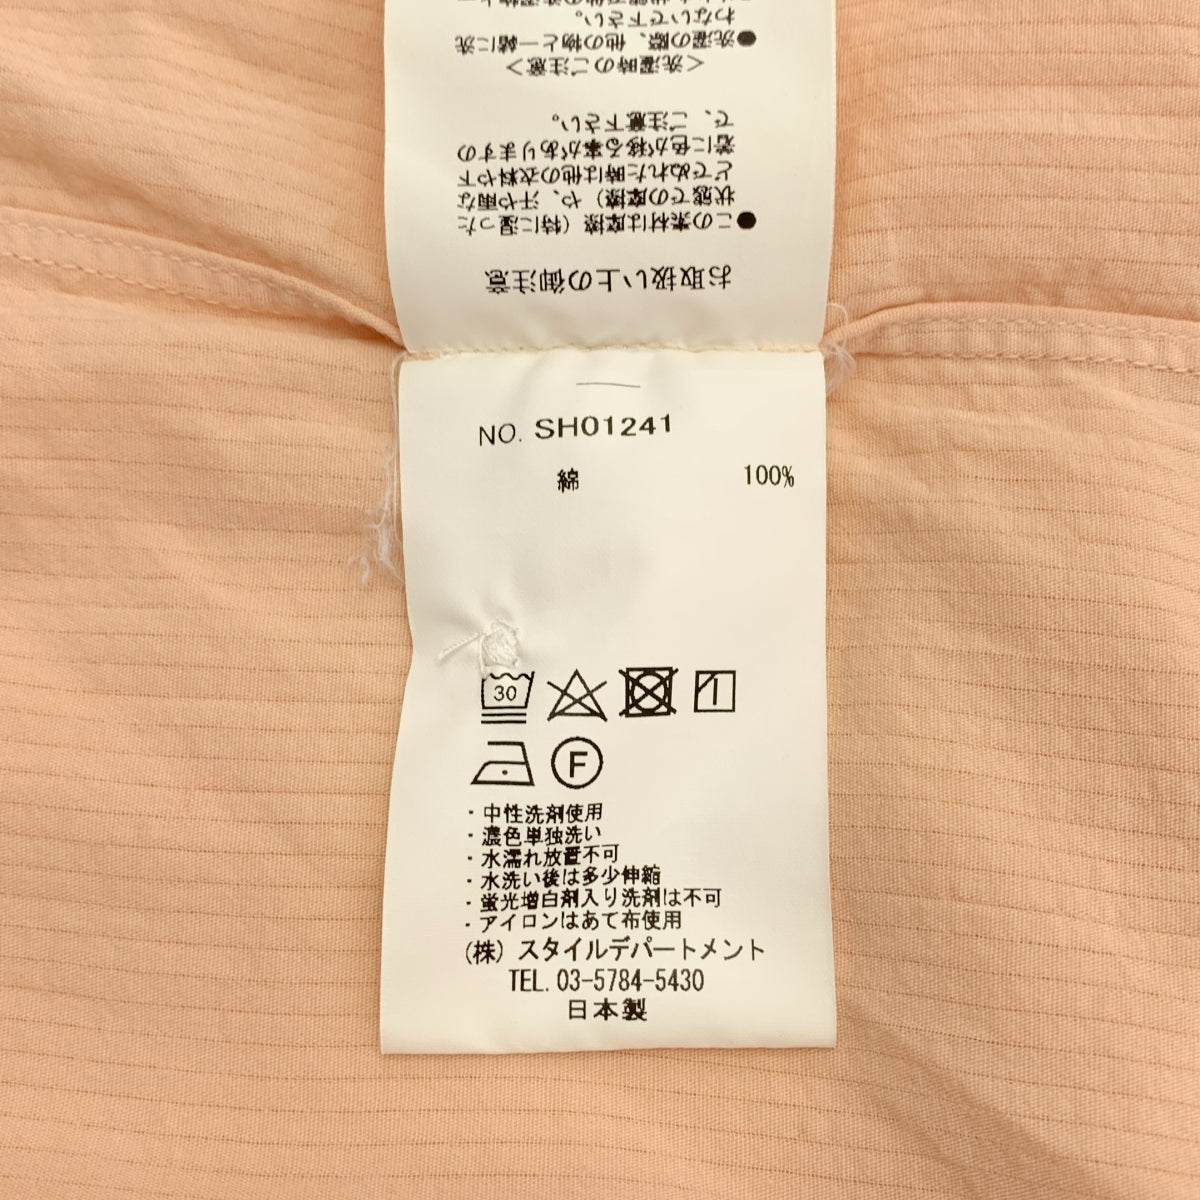 お取扱い上の御注意
●この素材は摩擦（特に湿った
状態での摩擦）や、汗や雨な
どでぬれた時は他の衣料や下
着に色が移る事がありますの
で、ご注意下さい。
＜洗濯時のご注意＞
●洗濯の際、他の物と一緒に洗
わないで下さい。
NO. SH01241
綿 100%
30
F
・中性洗剤使用
・濃色単独洗い
・水濡れ放置不可
・水洗い後は多少伸縮
・蛍光増白剤入り洗剤は不可
・アイロンはあて布使用
(株) スタイルデパートメント
TEL. 03-5784-5430
日本製